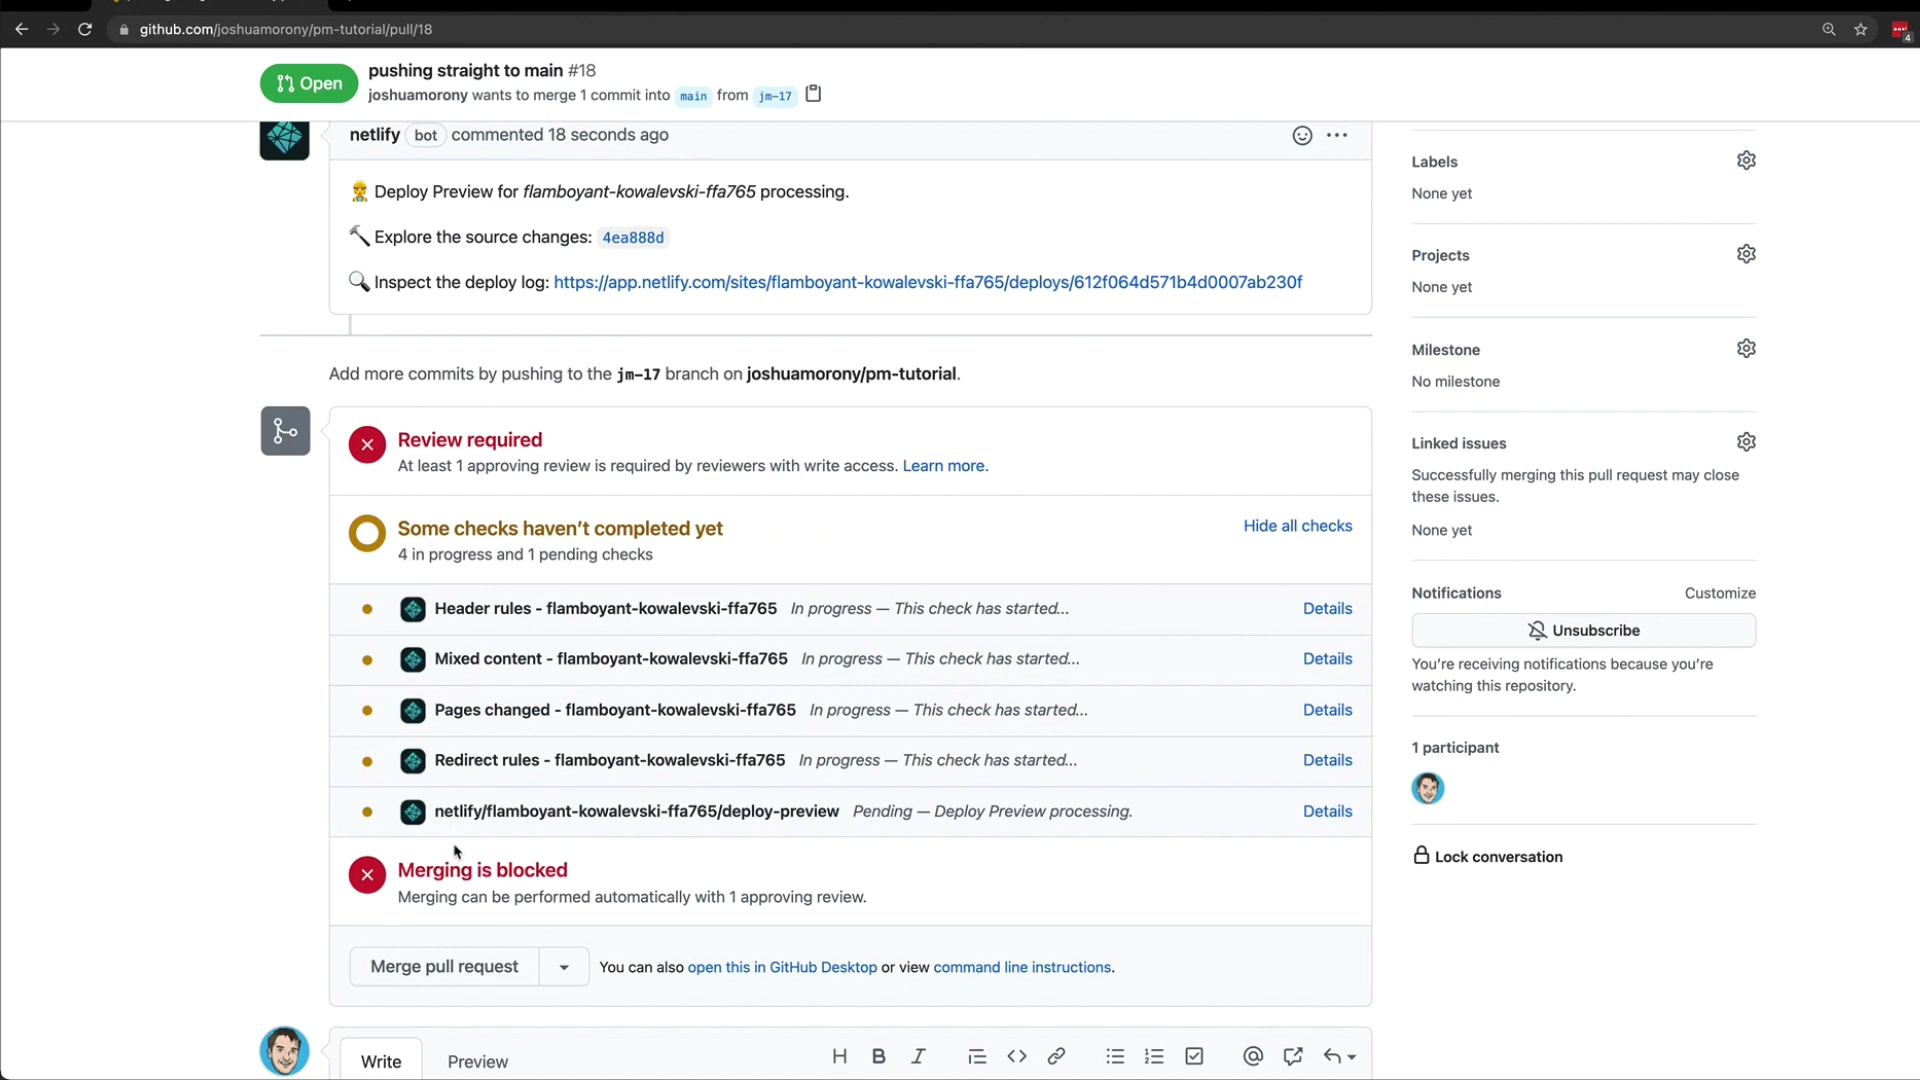 github.com/joshuamorony/pm-tutorial/pull/18
4
Open
pushing straight to main #18
joshuamorony wants to merge 1 commit into main from jm-17
netlify bot commented 18 seconds ago
Deploy Preview for flamboyant-kowalevski-ffa765 processing.
Explore the source changes: 4ea888d
Inspect the deploy log: https://app.netlify.com/sites/flamboyant-kowalevski-ffa765/deploys/612f064d571b4d0007ab230f
Add more commits by pushing to the jm-17 branch on joshuamorony/pm-tutorial.
Review required
At least 1 approving review is required by reviewers with write access. Learn more.
Some checks haven’t completed yet
Hide all checks
4 in progress and 1 pending checks
Header rules - flamboyant-kowalevski-ffa765 In progress — This check has started... Details
Mixed content - flamboyant-kowalevski-ffa765 In progress — This check has started... Details
Pages changed - flamboyant-kowalevski-ffa765 In progress — This check has started... Details
Redirect rules - flamboyant-kowalevski-ffa765 In progress — This check has started... Details
netlify/flamboyant-kowalevski-ffa765/deploy-preview Pending — Deploy Preview processing. Details
Merging is blocked
Merging can be performed automatically with 1 approving review.
Merge pull request
You can also open this in GitHub Desktop or view command line instructions.
Write
Preview
Labels
None yet
Projects
None yet
Milestone
No milestone
Linked issues
Successfully merging this pull request may close
these issues.
None yet
Notifications
Customize
Unsubscribe
You’re receiving notifications because you’re
watching this repository.
1 participant
Lock conversation